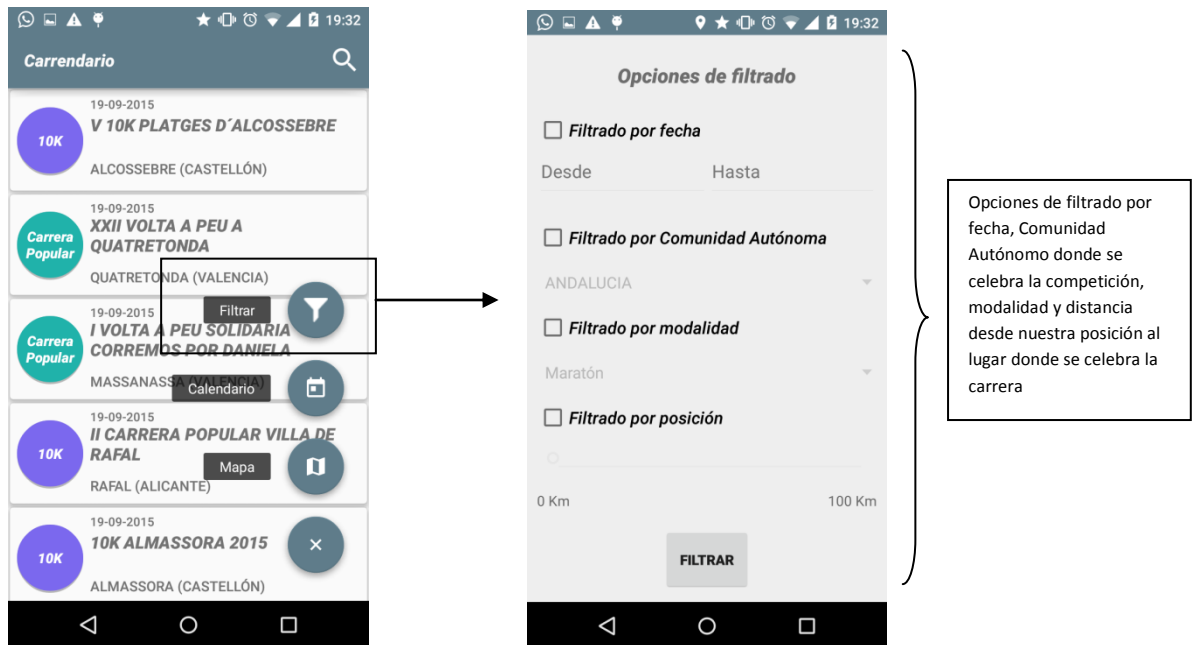 19:32
Carrendario
19-09-2015
10K
V 10K PLATGES D´ALCOSSEBRE
ALCOSSEBRE (CASTELLÓN)
19-09-2015
Carrera
Popular
XXII VOLTA A PEU A
QUATRETONDA
QUATRETONDA (VALENCIA)
Filtrar
19-09-2015
Carrera
Popular
I VOLTA A PEU SOLIDARIA
CORREMOS POR DANIELA
MASSANASSA (VALENCIA)
Calendario
19-09-2015
10K
II CARRERA POPULAR VILLA DE
RAFAL
RAFAL (ALICANTE)
Mapa
19-09-2015
10K
10K ALMASSORA 2015
ALMASSORA (CASTELLÓN)
19:32
Opciones de filtrado
Filtrado por fecha
Desde Hasta
Filtrado por Comunidad Autónoma
ANDALUCIA
Filtrado por modalidad
Maratón
Filtrado por posición
0 Km 100 Km
FILTRAR
Opciones de filtrado por
fecha, Comunidad
Autónomo donde se
celebra la competición,
modalidad y distancia
desde nuestra posición al
lugar donde se celebra la
carrera